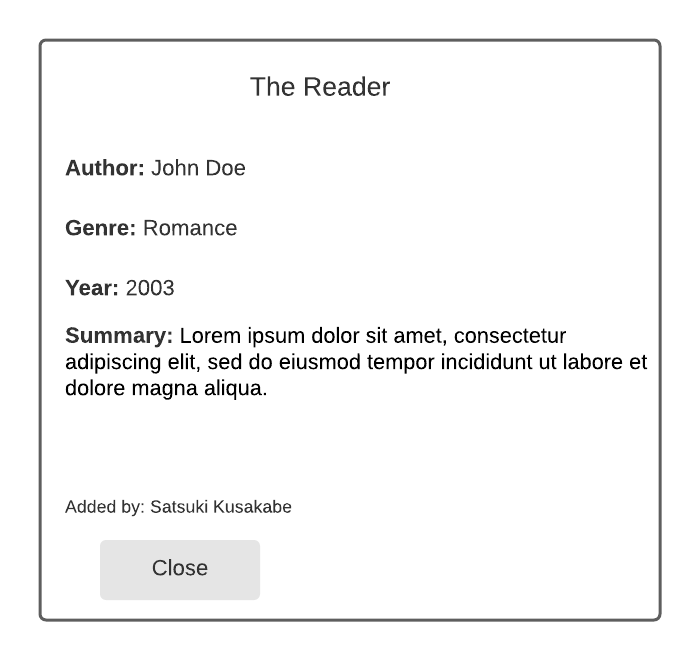 The Reader
Author: John Doe
Genre: Romance
Year: 2003
Summary: Lorem ipsum dolor sit amet, consectetur
adipiscing elit, sed do eiusmod tempor incididunt ut labore et
dolore magna aliqua.
Added by: Satsuki Kusakabe
Close